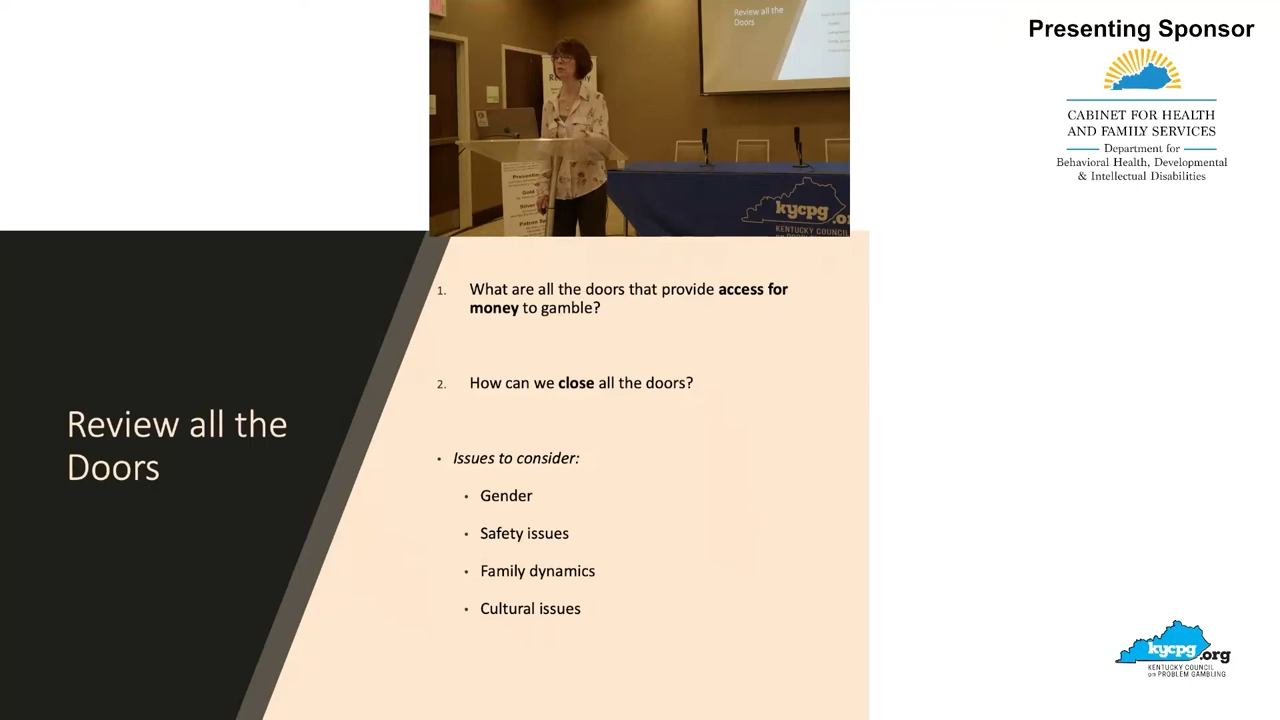 Presenting Sponsor
CABINET FOR HEALTH
AND FAMILY SERVICES
Department for
Behavioral Health, Developmental
& Intellectual Disabilities
Review all the
Doors
kycpg.or
KENTUCKY COUNCIL
Review all the
Doors
1. What are all the doors that provide access for
money to gamble?
2. How can we close all the doors?
• Issues to consider:
• Gender
• Safety issues
• Family dynamics
• Cultural issues
kycpg.org
KENTUCKY COUNCIL
on PROBLEM GAMBLING